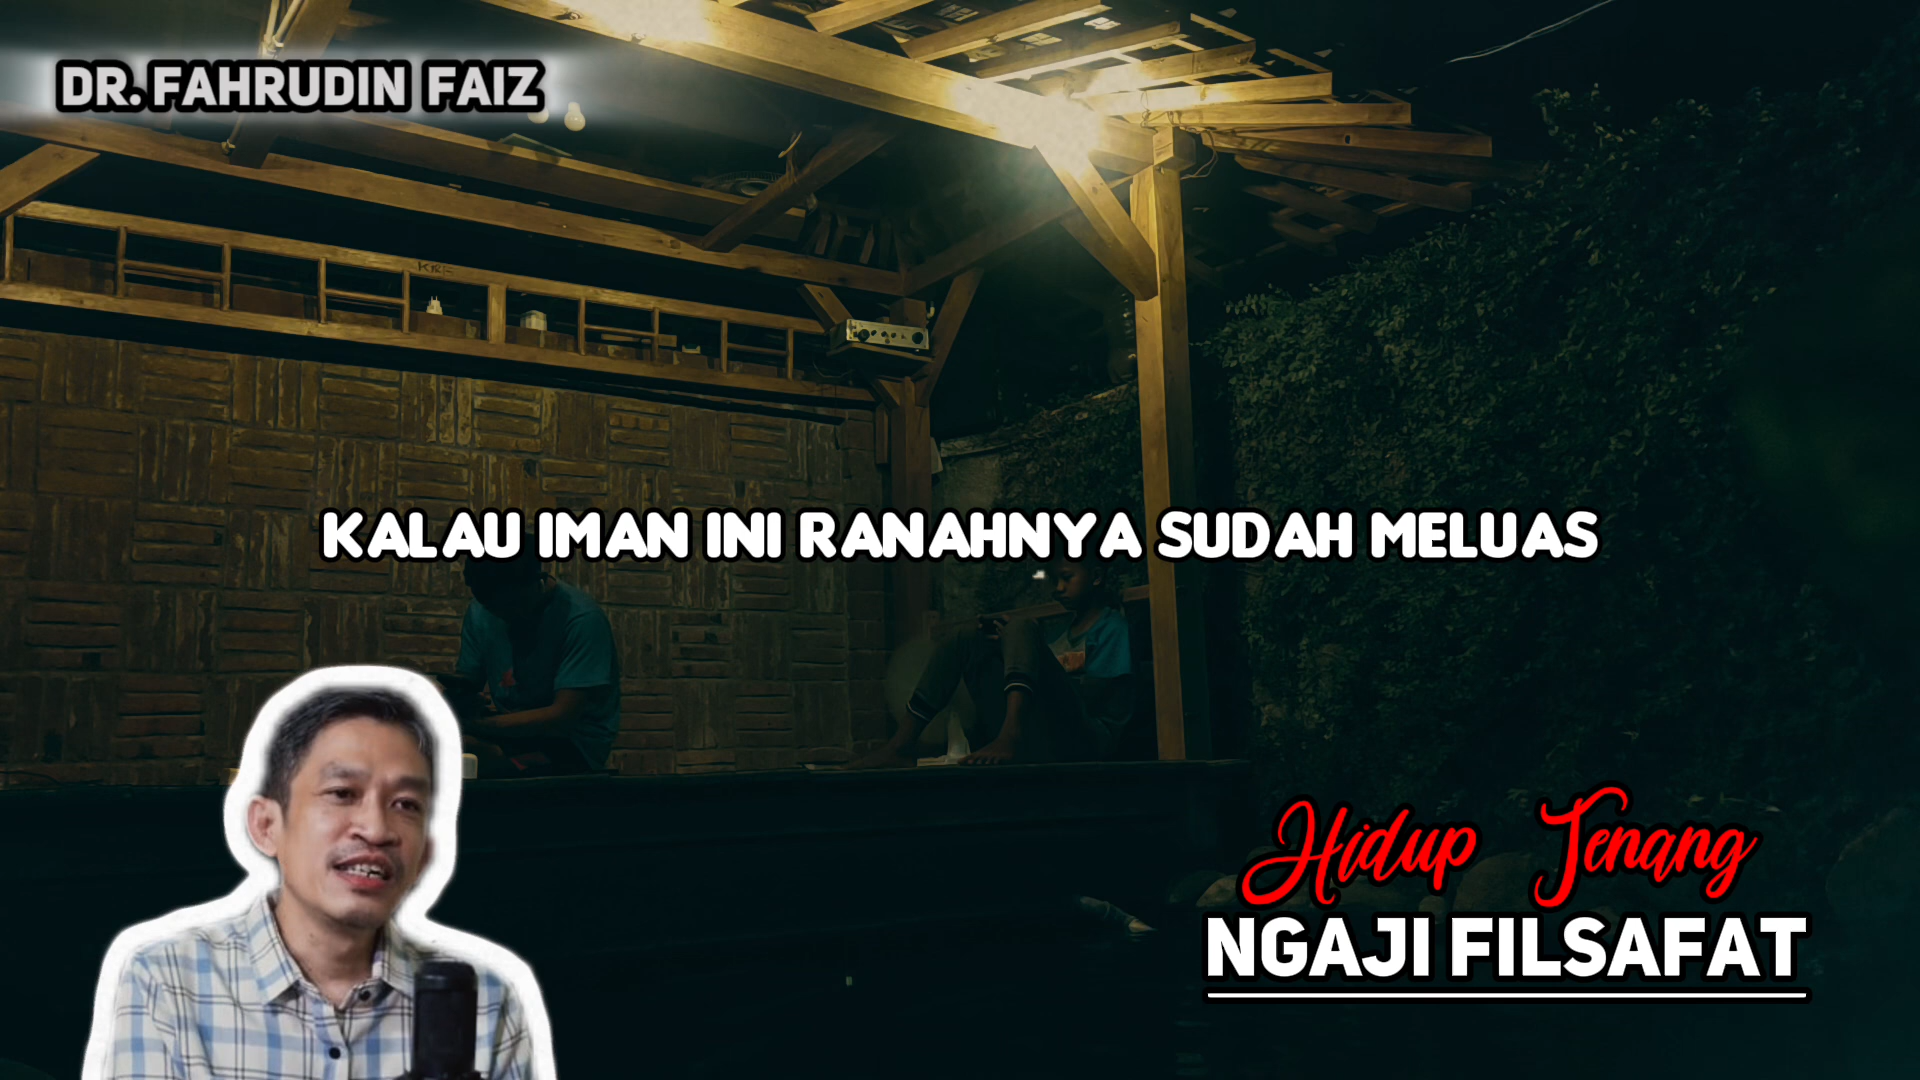 DR. FAHRUDIN FAIZ
KALAU IMAN INI RANAHNYA SUDAH MELUAS
Hidup Tenang
NGAJI FILSAFAT